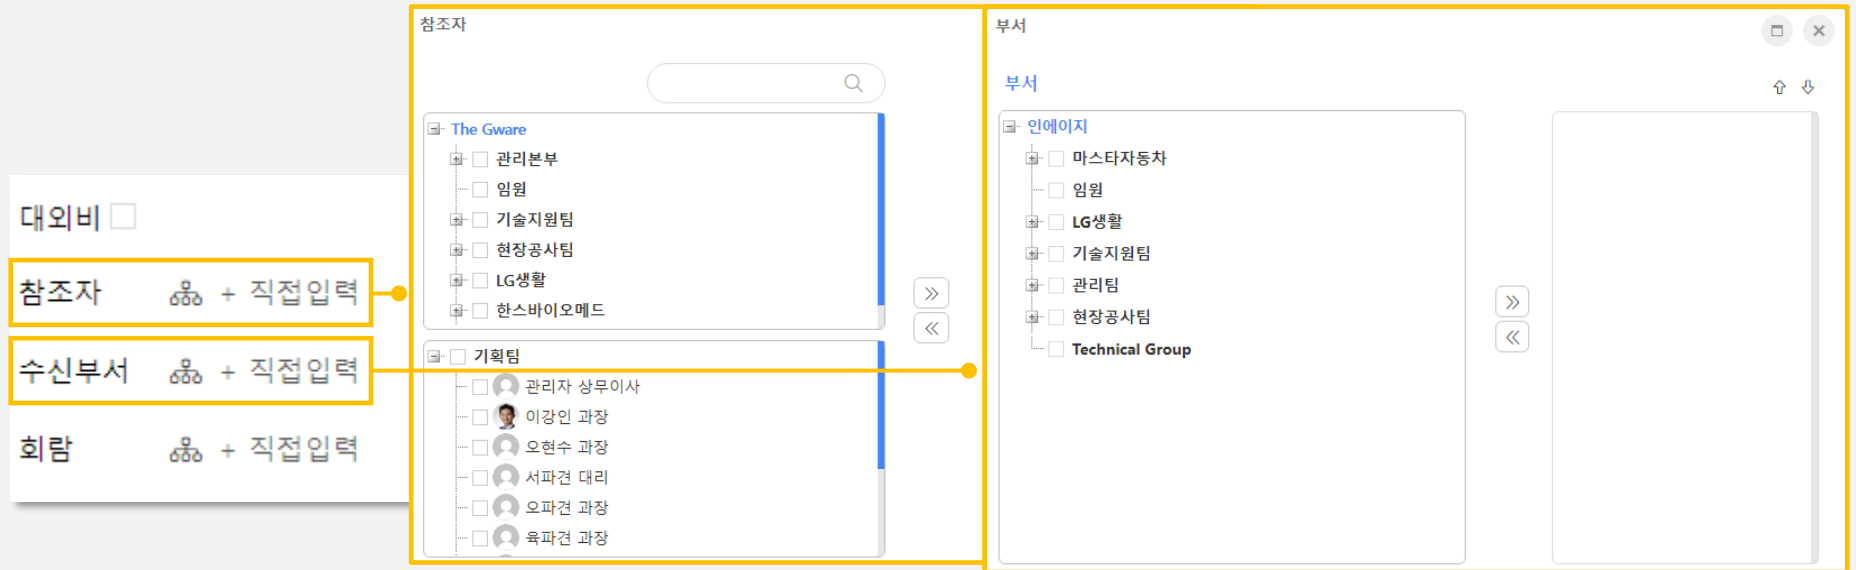 대외비
참조자 + 직접입력
수신부서 + 직접입력
회람 + 직접입력
참조자
The Gware
관리본부
임원
기술지원팀
현장공사팀
LG생활
한스바이오메드
기획팀
관리자 상무이사
이강인 과장
오현수 과장
서파견 대리
오파견 과장
육파견 과장
부서
부서
인에이지
마스타자동차
임원
LG생활
기술지원팀
관리팀
현장공사팀
Technical Group